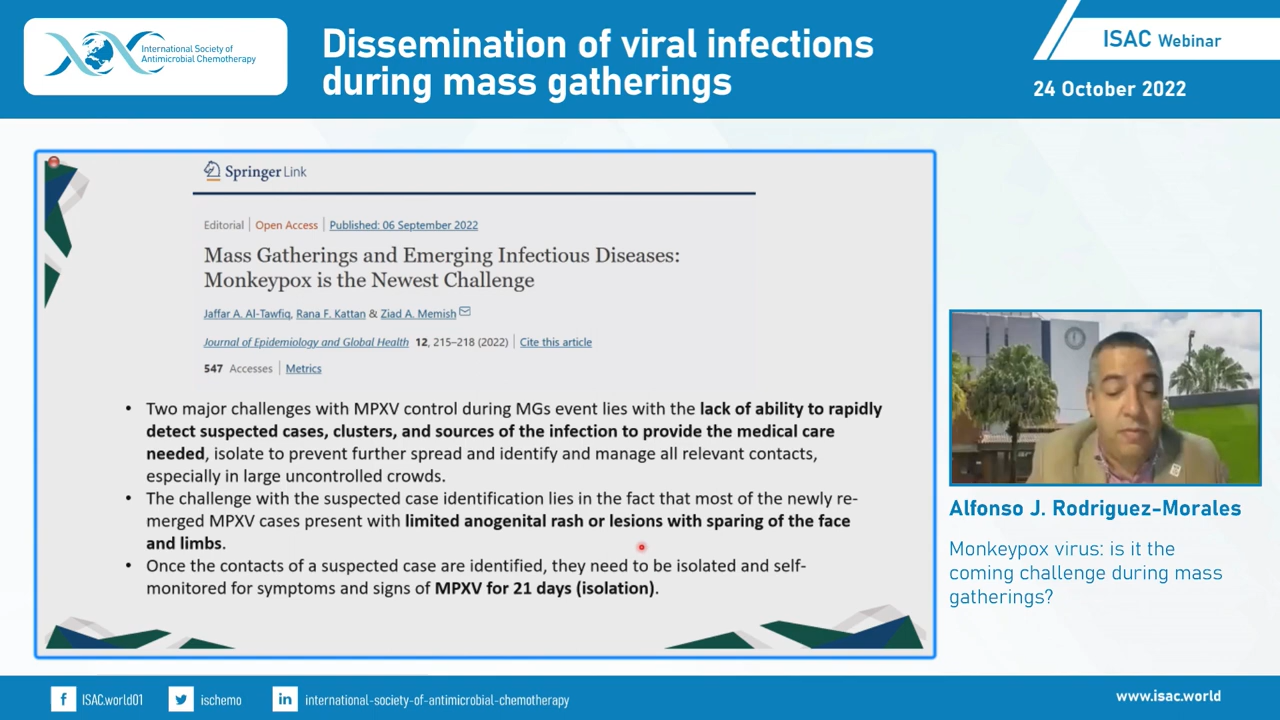 International Society of
Antimicrobial Chemotherapy
Dissemination of viral infections
during mass gatherings
ISAC Webinar
24 October 2022
Springer Link
Editorial | Open Access | Published: 06 September 2022
Mass Gatherings and Emerging Infectious Diseases:
Monkeypox is the Newest Challenge
Jaffar A. Al-Tawfiq, Rana F. Kattan & Ziad A. Memish
Journal of Epidemiology and Global Health 12, 215–218 (2022) | Cite this article
547 Accesses | Metrics
• Two major challenges with MPXV control during MGs event lies with the lack of ability to rapidly
detect suspected cases, clusters, and sources of the infection to provide the medical care
needed, isolate to prevent further spread and identify and manage all relevant contacts,
especially in large uncontrolled crowds.
• The challenge with the suspected case identification lies in the fact that most of the newly re-
merged MPXV cases present with limited anogenital rash or lesions with sparing of the face
and limbs.
• Once the contacts of a suspected case are identified, they need to be isolated and self-
monitored for symptoms and signs of MPXV for 21 days (isolation).
Alfonso J. Rodriguez-Morales
Monkeypox virus: is it the
coming challenge during mass
gatherings?
f ISAC.world01
ischemo
in international-society-of-antimicrobial-chemotherapy
www.isac.world